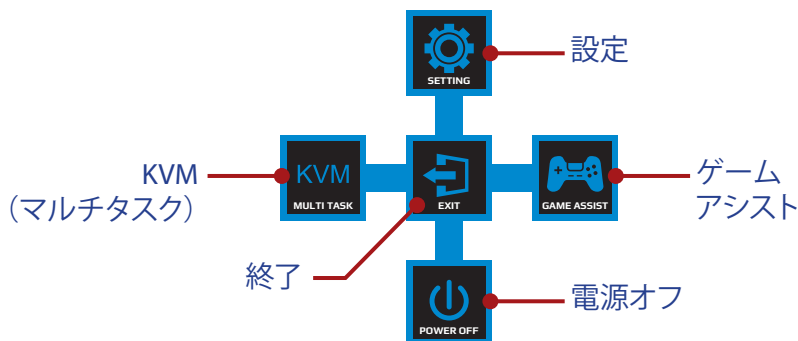 SETTING
設定
KVM
（マルチタスク）
KVM
MULTI TASK
EXIT
GAME ASSIST
ゲーム
アシスト
終了
POWER OFF
電源オフ